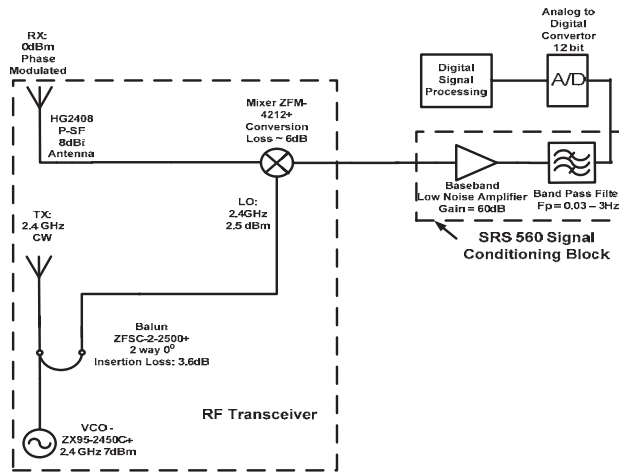 RX:
0dBm
Phase
Modulated
HG2408
P-SF
8dBi
Antenna
Mixer ZFM-
4212+
Conversion
Loss ~ 6dB
TX:
2.4 GHz
CW
LO:
2.4GHz
2.5 dBm
Balun
ZFSC-2-2500+
2 way 0⁰
Insertion Loss: 3.6dB
VCO -
ZX95-2450C+
2.4 GHz 7dBm
RF Transceiver
Analog to
Digital
Convertor
12 bit
Digital
Signal
Processing
A/D
Baseband
Low Noise Amplifier
Gain = 60dB
Band Pass Filter
Fp = 0.03 – 3Hz
SRS 560 Signal
Conditioning Block